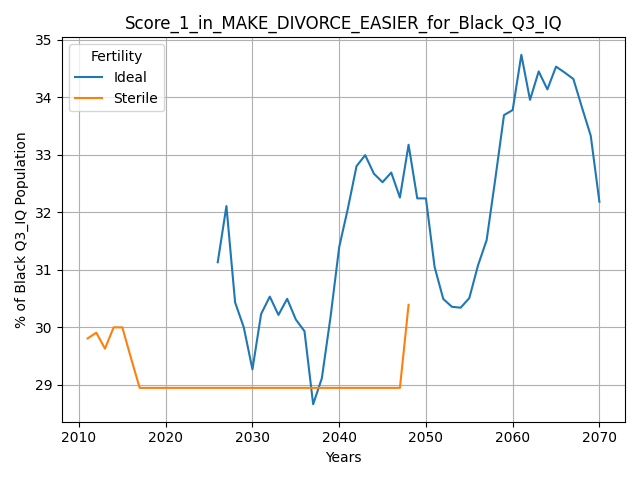 Score_1_in_MAKE_DIVORCE_EASIER_for_Black_Q3_IQ
Fertility
Ideal
Sterile
% of Black Q3_IQ Population
35
34
33
32
31
30
29
2010
2020
2030
2040
2050
2060
2070
Years